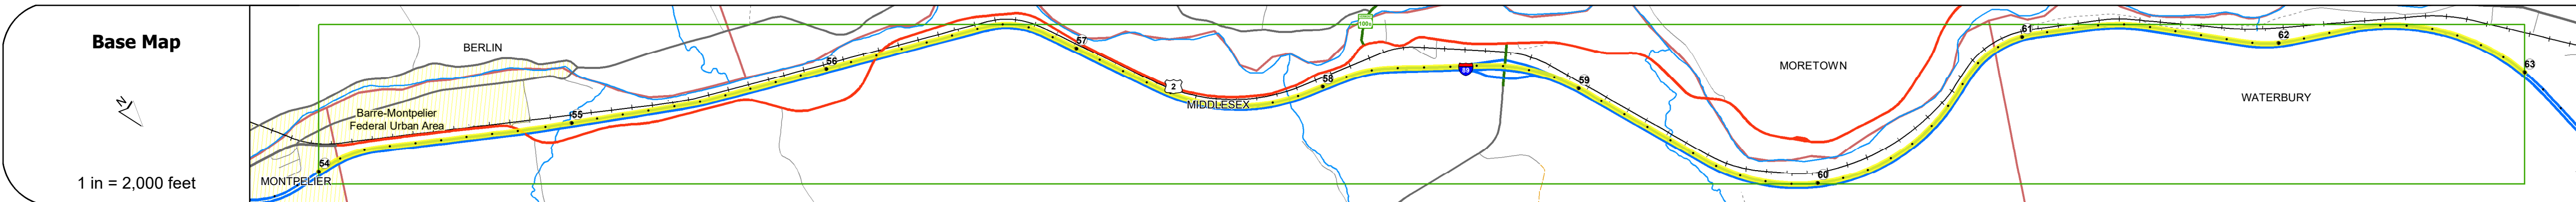 Base Map
N
1 in = 2,000 feet
BERLIN
Barre-Montpelier
Federal Urban Area
MONTPELIER
54
55
56
57
2
MIDDLESEX
58
100B
89
59
MORETOWN
60
61
62
WATERBURY
63